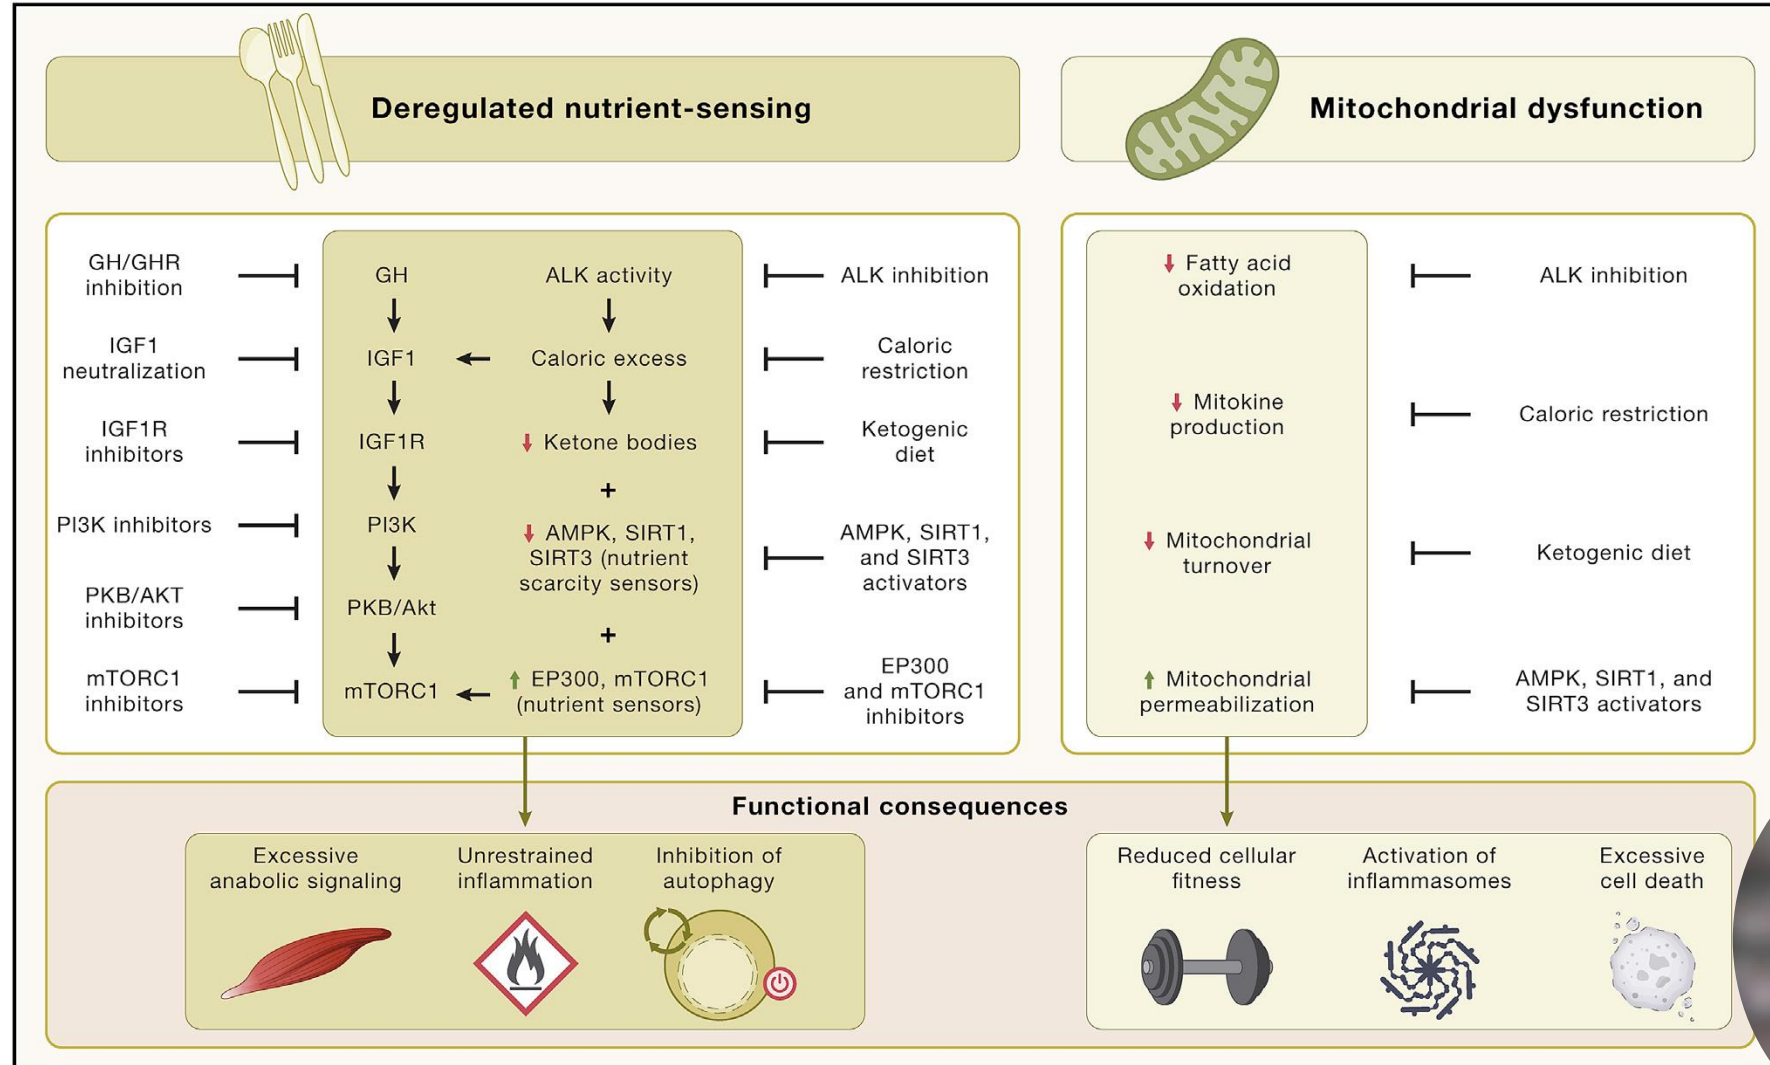 Deregulated nutrient-sensing
GH/GHR
inhibition
IGF1
neutralization
IGF1R
inhibitors
PI3K inhibitors
PKB/AKT
inhibitors
mTORC1
inhibitors
GH
IGF1
IGF1R
PI3K
PKB/Akt
mTORC1
ALK activity
Caloric excess
Ketone bodies
+
AMPK, SIRT1,
SIRT3 (nutrient
scarcity sensors)
+
EP300, mTORC1
(nutrient sensors)
ALK inhibition
Caloric
restriction
Ketogenic
diet
AMPK, SIRT1,
and SIRT3
activators
EP300
and mTORC1
inhibitors
Mitochondrial dysfunction
Fatty acid
oxidation
Mitokine
production
Mitochondrial
turnover
Mitochondrial
permeabilization
ALK inhibition
Caloric restriction
Ketogenic diet
AMPK, SIRT1, and
SIRT3 activators
Functional consequences
Excessive
anabolic signaling
Unrestrained
inflammation
Inhibition of
autophagy
Reduced cellular
fitness
Activation of
inflammasomes
Excessive
cell death